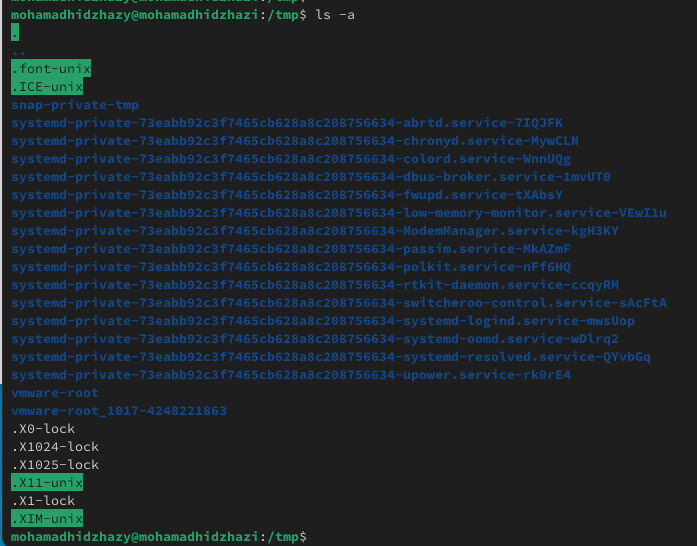 mohamadhidzhazy@mohamadhidzhazi:/tmp$ ls -a
.
..
.font-unix
.ICE-unix
snap-private-tmp
systemd-private-73eabb92c3f7465cb628a8c208756634-abrtd.service-7IQJFK
systemd-private-73eabb92c3f7465cb628a8c208756634-chronyd.service-MywCLN
systemd-private-73eabb92c3f7465cb628a8c208756634-colord.service-WnnUQg
systemd-private-73eabb92c3f7465cb628a8c208756634-dbus-broker.service-1mvUT0
systemd-private-73eabb92c3f7465cb628a8c208756634-fwupd.service-tXAbsY
systemd-private-73eabb92c3f7465cb628a8c208756634-low-memory-monitor.service-VEwI1u
systemd-private-73eabb92c3f7465cb628a8c208756634-ModemManager.service-kgH3KY
systemd-private-73eabb92c3f7465cb628a8c208756634-passim.service-MkAZmF
systemd-private-73eabb92c3f7465cb628a8c208756634-polkit.service-nFf6HQ
systemd-private-73eabb92c3f7465cb628a8c208756634-rtkit-daemon.service-ccqyRM
systemd-private-73eabb92c3f7465cb628a8c208756634-switcheroo-control.service-sAcFtA
systemd-private-73eabb92c3f7465cb628a8c208756634-systemd-logind.service-mwsUop
systemd-private-73eabb92c3f7465cb628a8c208756634-systemd-oomd.service-wDlrq2
systemd-private-73eabb92c3f7465cb628a8c208756634-systemd-resolved.service-QYvbGq
systemd-private-73eabb92c3f7465cb628a8c208756634-upower.service-rk0rE4
vmware-root
vmware-root_1017-4248221863
.X0-lock
.X1024-lock
.X1025-lock
.X11-unix
.X1-lock
.XIM-unix
mohamadhidzhazy@mohamadhidzhazi:/tmp$